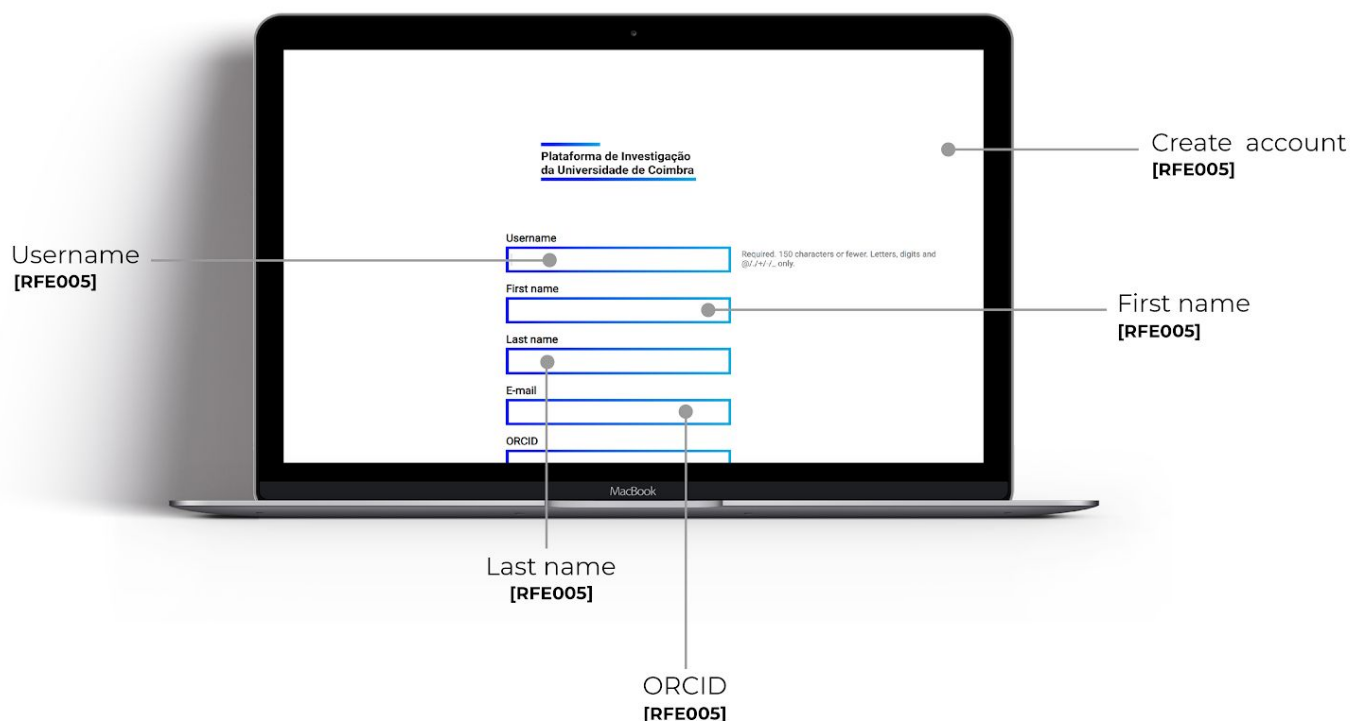 Plataforma de Investigação
da Universidade de Coimbra
Create account
[RFE005]
Username
Required. 150 characters or fewer. Letters, digits and
@/./+/-/_ only.
Username
[RFE005]
First name
First name
[RFE005]
Last name
E-mail
ORCID
MacBook
Last name
[RFE005]
ORCID
[RFE005]